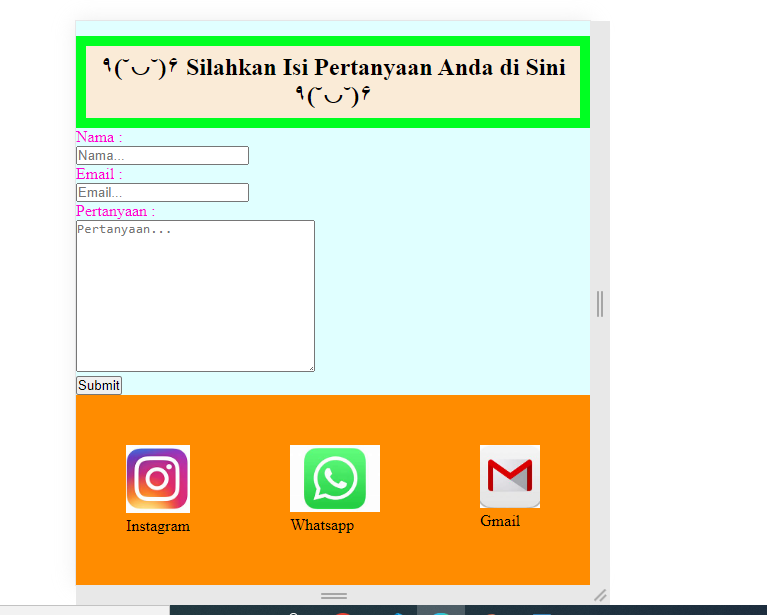 ٩(˘◡˘)۶ Silahkan Isi Pertanyaan Anda di Sini
٩(˘◡˘)۶
Nama :
Nama...
Email :
Email...
Pertanyaan :
Pertanyaan...
Submit
Instagram
Whatsapp
Gmail